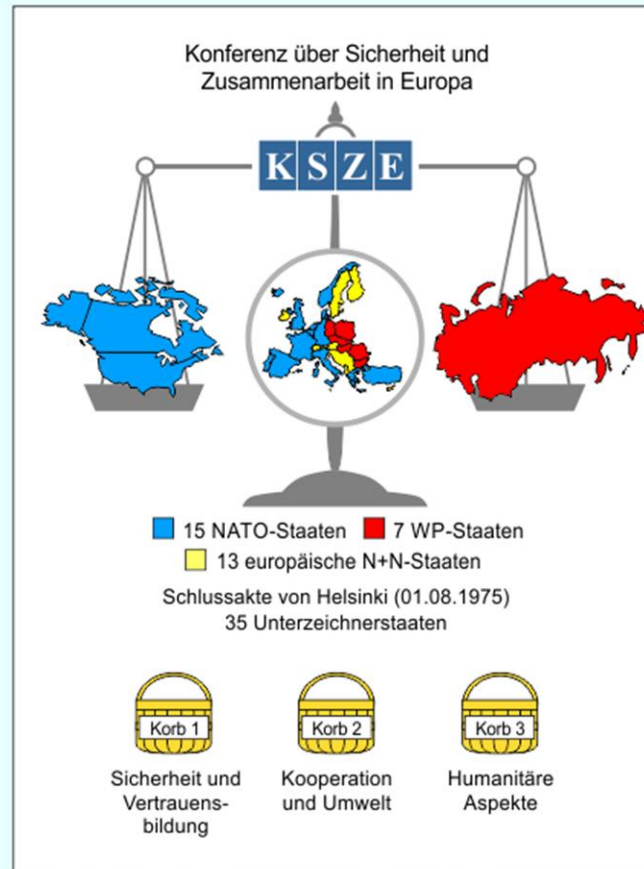 Konferenz über Sicherheit und
Zusammenarbeit in Europa
KSZE
15 NATO-Staaten 7 WP-Staaten
13 europäische N+N-Staaten
Schlussakte von Helsinki (01.08.1975)
35 Unterzeichnerstaaten
Korb 1 Korb 2 Korb 3
Sicherheit und Kooperation Humanitäre
Vertrauens- und Umwelt Aspekte
bildung